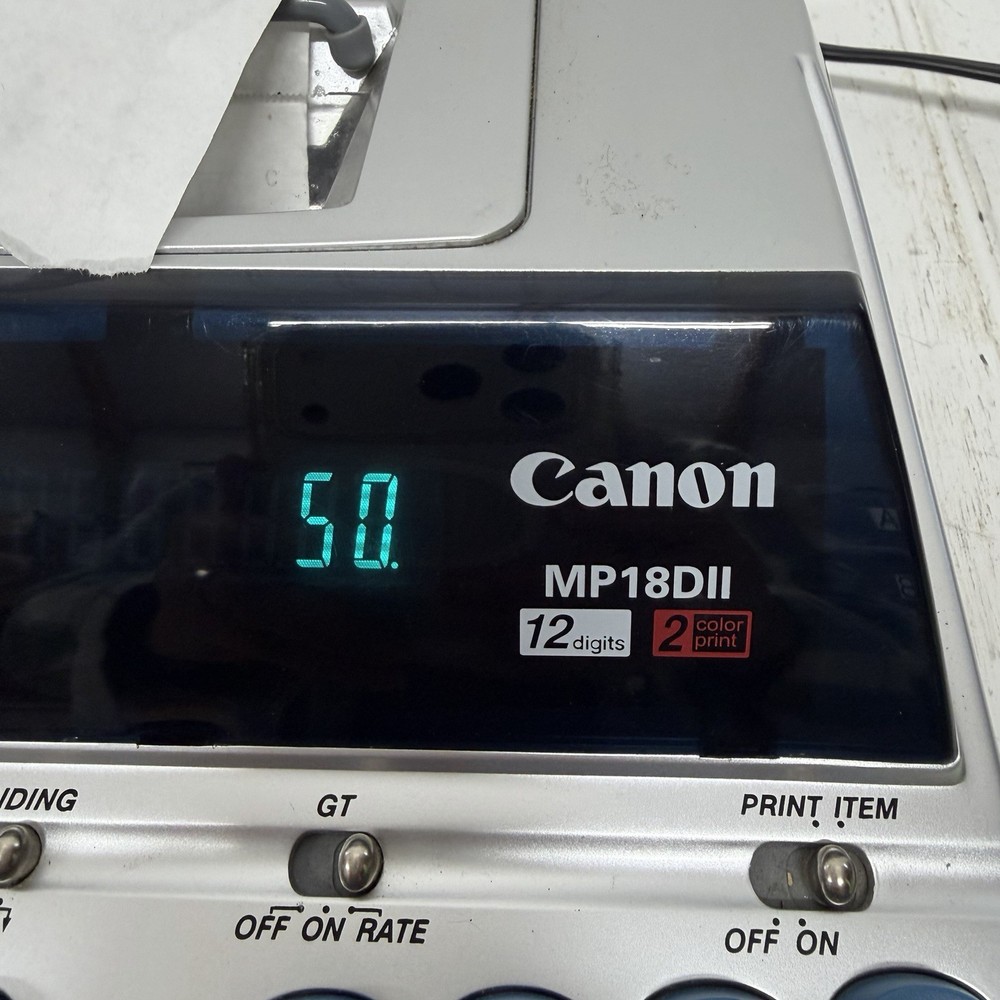 50.
Canon
MP18DII
12 digits 2 color print
GT
PRINT ITEM
OFF ON RATE
OFF ON